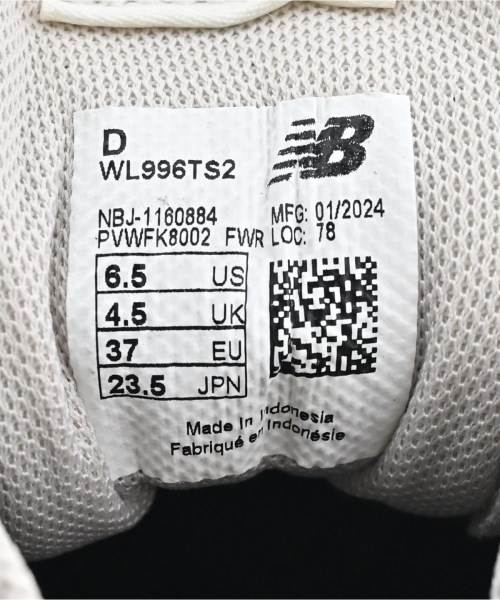 D
WL996TS2
NB
NBJ-1160884 MFG: 01/2024
PVWFK8002 FWR LOC: 78
6.5 US
4.5 UK
37 EU
23.5 JPN
Made In Indonesia
Fabriqué en Indonésie